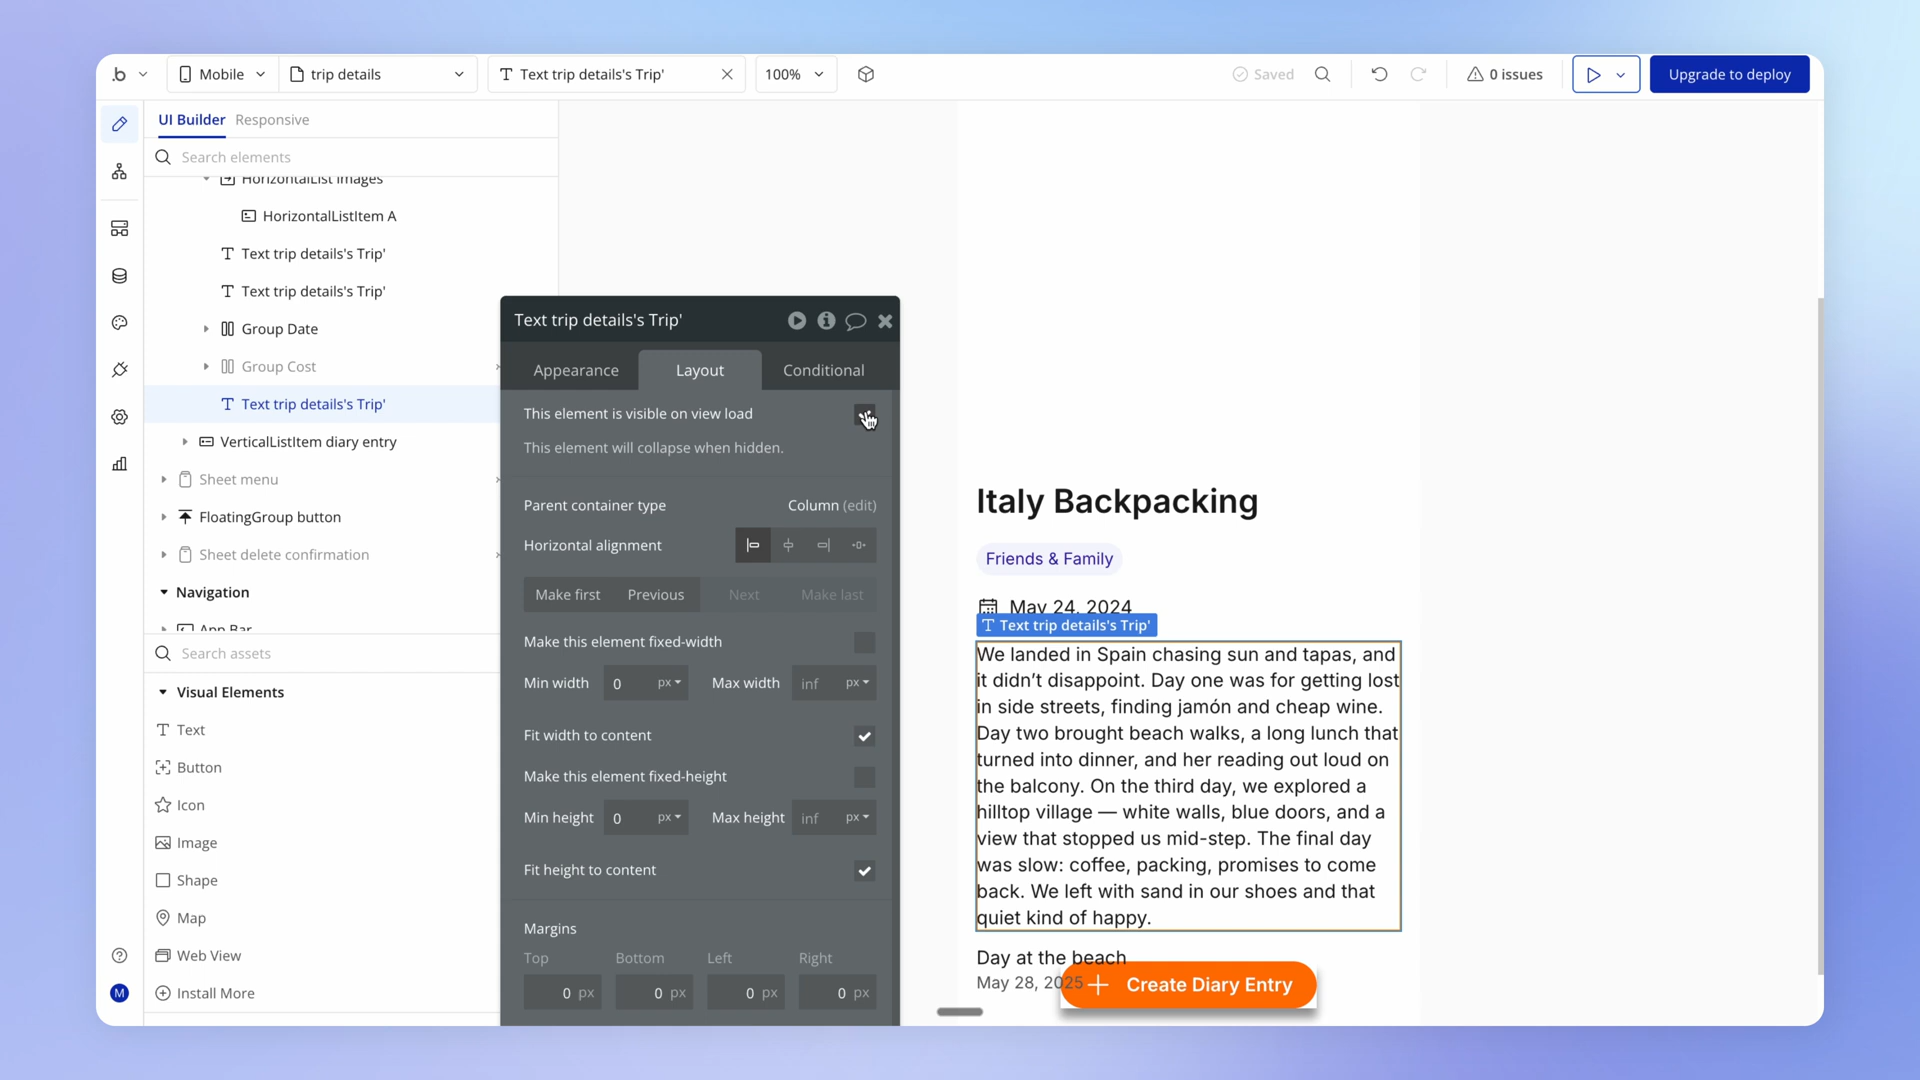 .b
Mobile
trip details
Text trip details's Trip'
100%
Saved
0 issues
Upgrade to deploy
UI Builder
Responsive
Search elements
HorizontalList images
HorizontalListItem A
Text trip details's Trip'
Text trip details's Trip'
Group Date
Group Cost
Text trip details's Trip'
VerticalListItem diary entry
Sheet menu
FloatingGroup button
Sheet delete confirmation
Navigation
App Bar
Search assets
Visual Elements
Text
Button
Icon
Image
Shape
Map
Web View
Install More
M
Text trip details's Trip'
Appearance
Layout
Conditional
This element is visible on view load
This element will collapse when hidden.
Parent container type
Column (edit)
Horizontal alignment
Make first
Previous
Next
Make last
Make this element fixed-width
Min width
0
px
Max width
inf
px
Fit width to content
Make this element fixed-height
Min height
0
px
Max height
inf
px
Fit height to content
Margins
Top
Bottom
Left
Right
0 px
0 px
0 px
0 px
Italy Backpacking
Friends & Family
May 24, 2024
Text trip details's Trip'
We landed in Spain chasing sun and tapas, and
it didn’t disappoint. Day one was for getting lost
in side streets, finding jamón and cheap wine.
Day two brought beach walks, a long lunch that
turned into dinner, and her reading out loud on
the balcony. On the third day, we explored a
hilltop village — white walls, blue doors, and a
view that stopped us mid-step. The final day
was slow: coffee, packing, promises to come
back. We left with sand in our shoes and that
quiet kind of happy.
Day at the beach
May 28, 2025
Create Diary Entry